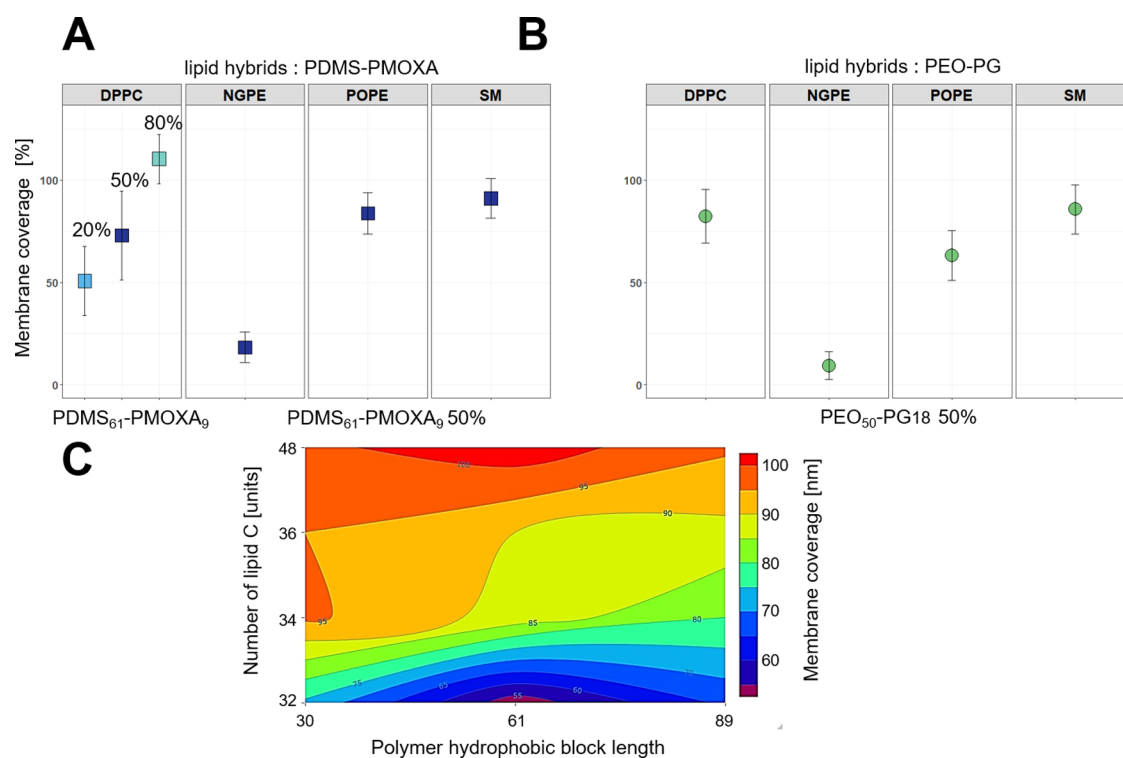 A
B
lipid hybrids : PDMS-PMOXA
lipid hybrids : PEO-PG
DPPC NGPE POPE SM
DPPC NGPE POPE SM
Membrane coverage [%]
100
50
0
20%
50%
80%
100
50
0
PDMS61-PMOXA9
PDMS61-PMOXA9 50%
PEO50-PG18 50%
C
Number of lipid C [units]
48
36
34
32
100
95
90
95
85
80
75
65
55
60
70
30 61 89
Polymer hydrophobic block length
100
90
80
70
60
Membrane coverage [nm]